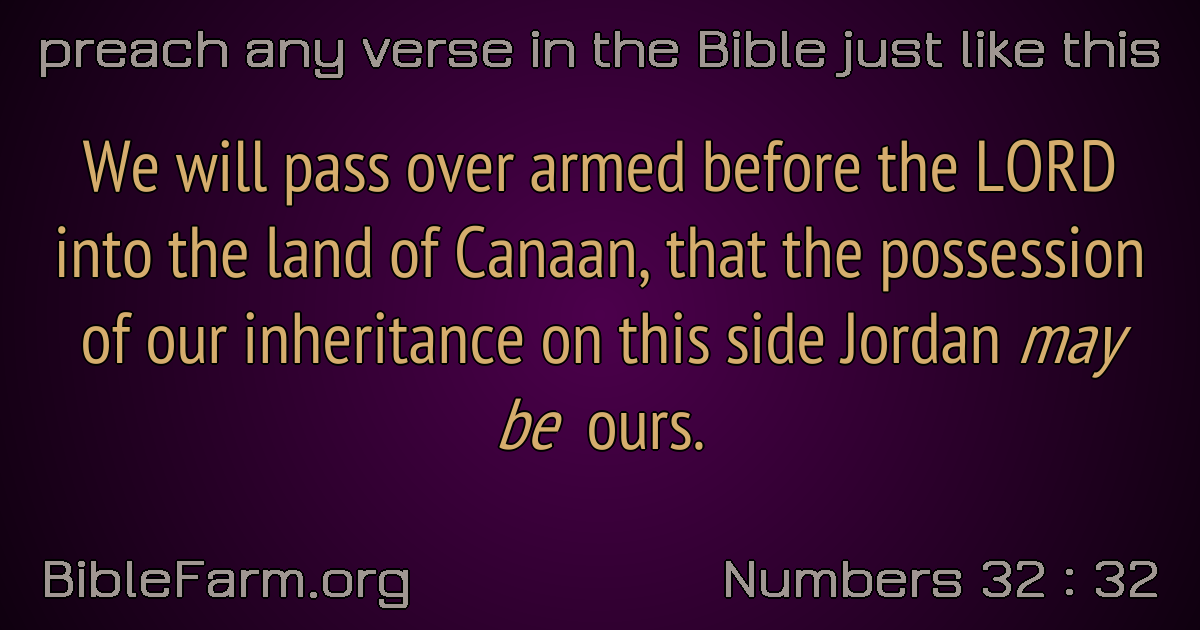 preach any verse in the Bible just like this
We will pass over armed before the LORD
into the land of Canaan, that the possession
of our inheritance on this side Jordan may
be ours.
BibleFarm.org
Numbers 32 : 32